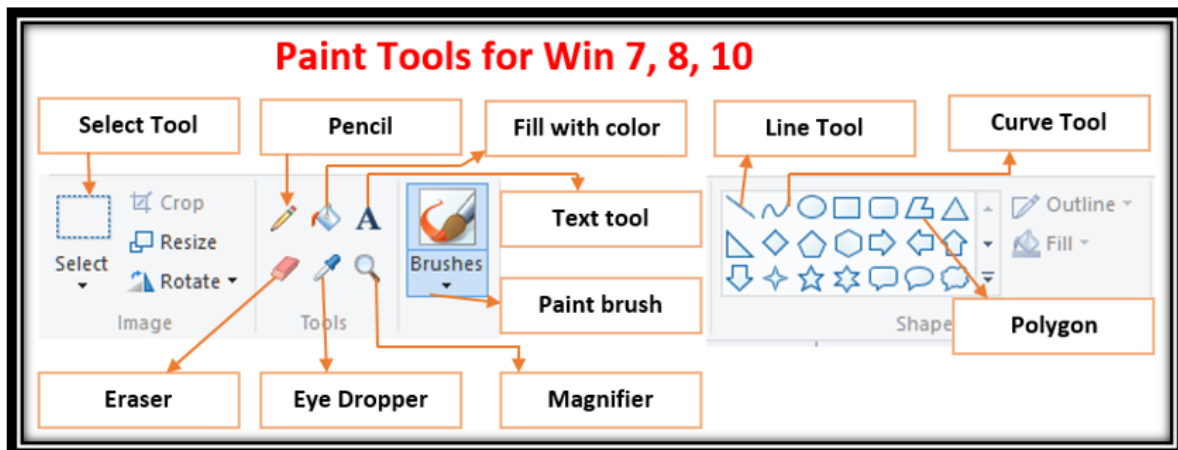 Paint Tools for Win 7, 8, 10
Select Tool
Pencil
Fill with color
Line Tool
Curve Tool
Crop
Resize
Rotate
Select
Image
A
Tools
Text tool
Brushes
Paint brush
Outline
Fill
Shape
Polygon
Eraser
Eye Dropper
Magnifier